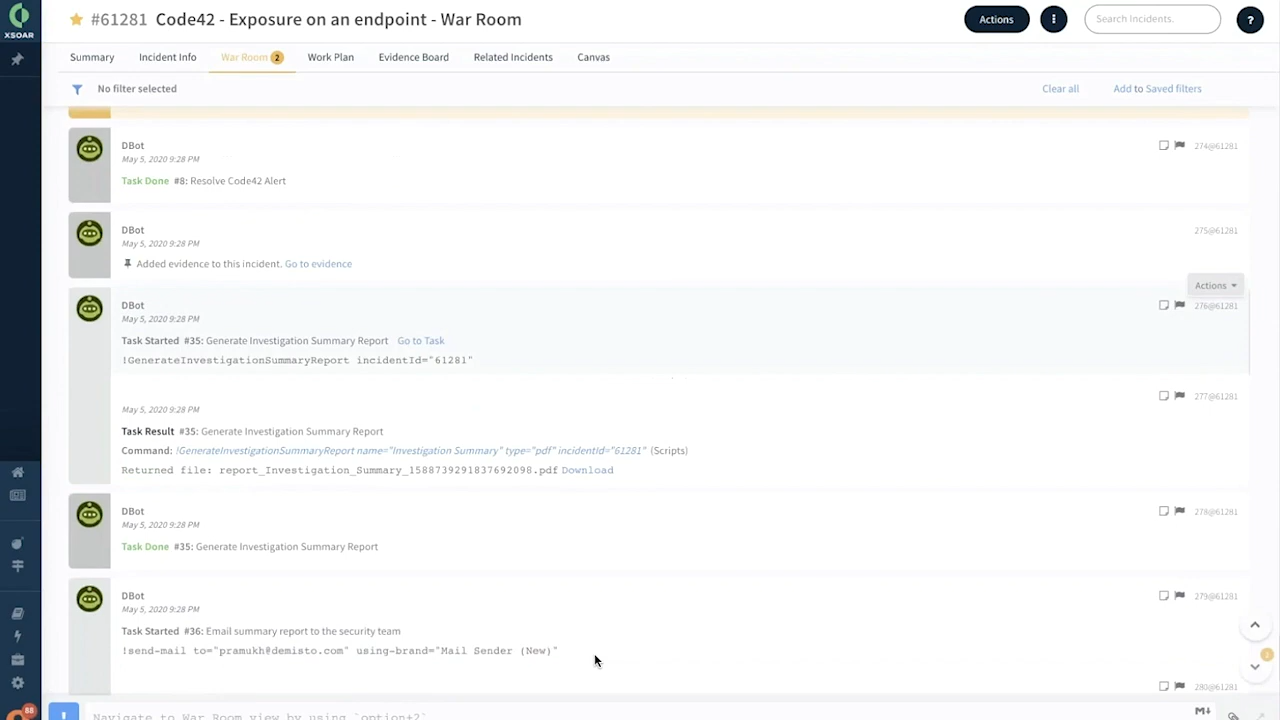 XSOAR
#61281 Code42 - Exposure on an endpoint - War Room
Actions
Search Incidents.
?
Summary
Incident Info
War Room 2
Work Plan
Evidence Board
Related Incidents
Canvas
No filter selected
Clear all
Add to Saved filters
DBot
274@61281
May 5, 2020 9:28 PM
Task Done #8: Resolve Code42 Alert
DBot
275@61281
May 5, 2020 9:28 PM
Added evidence to this incident. Go to evidence
Actions
DBot
276@61281
May 5, 2020 9:28 PM
Task Started #35: Generate Investigation Summary Report Go to Task
!GenerateInvestigationSummaryReport incidentId="61281"
277@61281
May 5, 2020 9:28 PM
Task Result #35: Generate Investigation Summary Report
Command: !GenerateInvestigationSummaryReport name="Investigation Summary" type="pdf" incidentId="61281" (Scripts)
Returned file: report_Investigation_Summary_1588739291837692098.pdf Download
DBot
278@61281
May 5, 2020 9:28 PM
Task Done #35: Generate Investigation Summary Report
DBot
279@61281
May 5, 2020 9:28 PM
Task Started #36: Email summary report to the security team
!send-mail to="pramukh@demisto.com" using-brand="Mail Sender (New)"
280@61281
88
!
Navigate to War Room view by using `option+2`
M↓